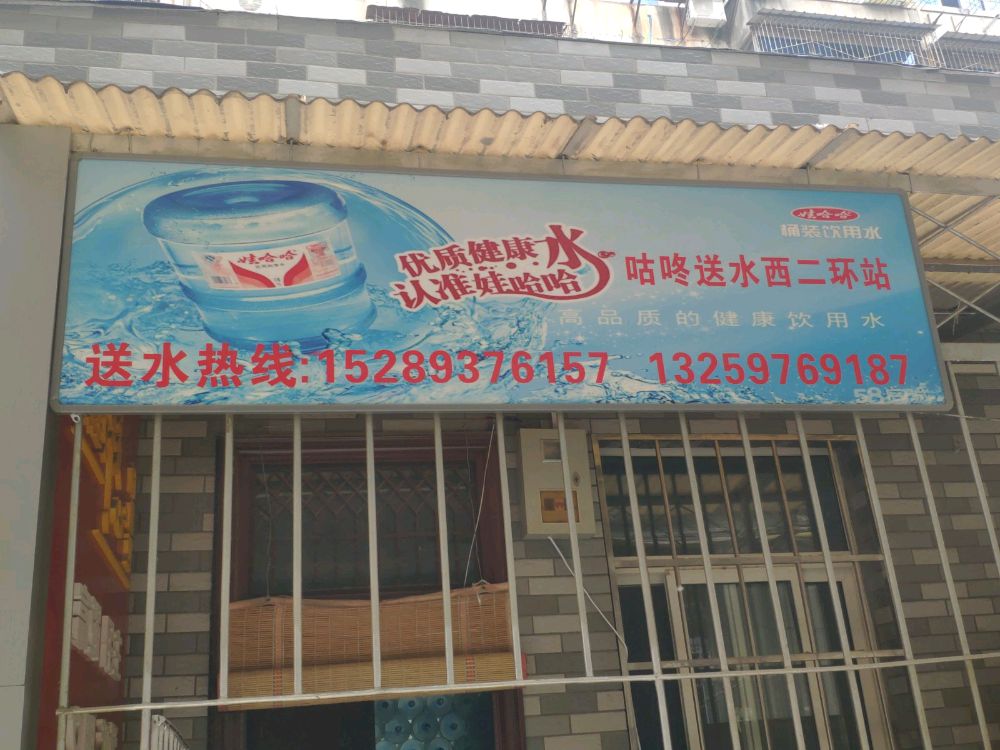 娃哈哈
桶装饮用水
娃哈哈
优质健康水
认准娃哈哈
咕咚送水西二环站
高品质的健康饮用水
送水热线:15289376157 13259769187